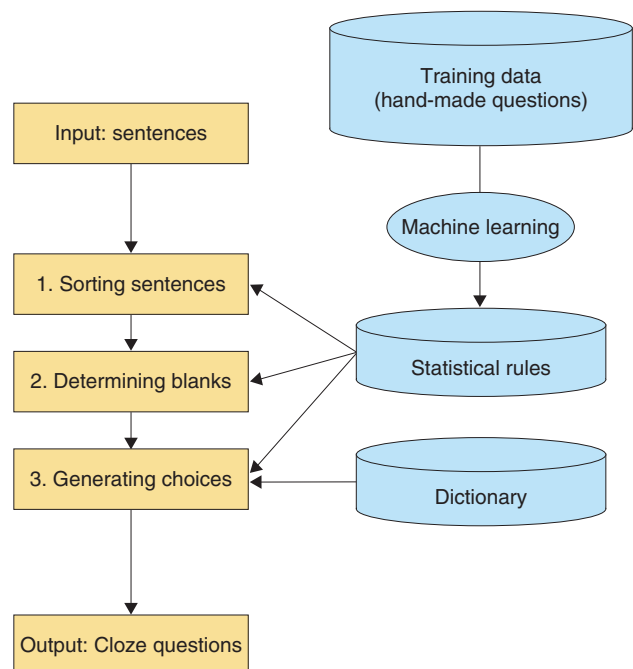 Training data
(hand-made questions)
Input: sentences
Machine learning
1. Sorting sentences
Statistical rules
2. Determining blanks
3. Generating choices
Dictionary
Output: Cloze questions